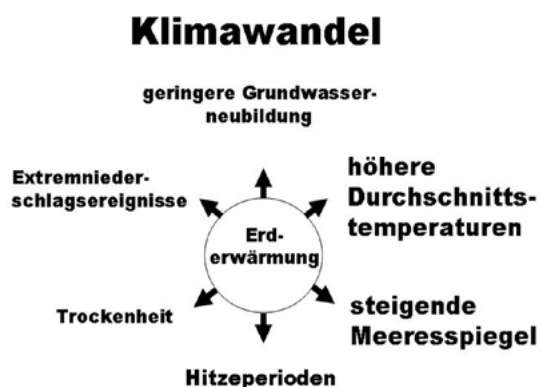 Klimawandel
geringere Grundwasser-
neubildung
Extremnieder-
schlagsereignisse
höhere
Durchschnitts-
temperaturen
Erd-
erwärmung
Trockenheit
steigende
Meeresspiegel
Hitzeperioden